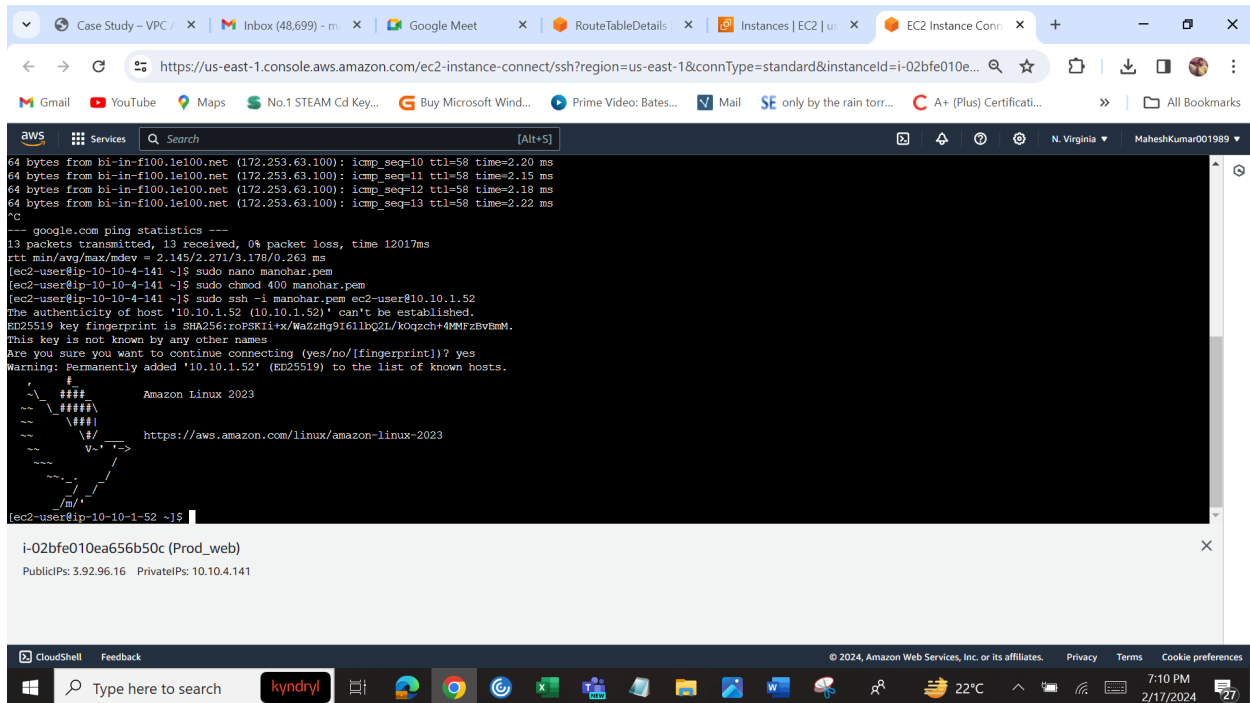 Case Study – VPC /
Inbox (48,699) – m
Google Meet
RouteTableDetails
Instances | EC2 | us
EC2 Instance Conn
https://us-east-1.console.aws.amazon.com/ec2-instance-connect/ssh?region=us-east-1&connType=standard&instanceId=i-02bfe010e...
Gmail
YouTube
Maps
No.1 STEAM Cd Key...
Buy Microsoft Wind...
Prime Video: Bates...
Mail
only by the rain torr...
A+ (Plus) Certificati...
»
All Bookmarks
aws
Services
Search
[Alt+S]
N. Virginia
MaheshKumar001989
64 bytes from bi-in-f100.1e100.net (172.253.63.100): icmp_seq=10 ttl=58 time=2.20 ms
64 bytes from bi-in-f100.1e100.net (172.253.63.100): icmp_seq=11 ttl=58 time=2.15 ms
64 bytes from bi-in-f100.1e100.net (172.253.63.100): icmp_seq=12 ttl=58 time=2.18 ms
64 bytes from bi-in-f100.1e100.net (172.253.63.100): icmp_seq=13 ttl=58 time=2.22 ms
^C
--- google.com ping statistics ---
13 packets transmitted, 13 received, 0% packet loss, time 12017ms
rtt min/avg/max/mdev = 2.145/2.271/3.178/0.263 ms
[ec2-user@ip-10-10-4-141 ~]$ sudo nano manohar.pem
[ec2-user@ip-10-10-4-141 ~]$ sudo chmod 400 manohar.pem
[ec2-user@ip-10-10-4-141 ~]$ sudo ssh -i manohar.pem ec2-user@10.10.1.52
The authenticity of host '10.10.1.52 (10.10.1.52)' can't be established.
ED25519 key fingerprint is SHA256:roPSKIi+x/WaZzHg9I61lbQ2L/kOqzch+4MMFzBvBmM.
This key is not known by any other names
Are you sure you want to continue connecting (yes/no/[fingerprint])? yes
Warning: Permanently added '10.10.1.52' (ED25519) to the list of known hosts.
   ,     #_
   ~\_  ####_        Amazon Linux 2023
  ~~  \_#####\
  ~~     \###|
  ~~       \#/ ___   https://aws.amazon.com/linux/amazon-linux-2023
   ~~       V~' '->
    ~~~         /
      ~~._.   _/
         _/ _/
       _/m/'
[ec2-user@ip-10-10-1-52 ~]$
i-02bfe010ea656b50c (Prod_web)
PublicIPs: 3.92.96.16 PrivateIPs: 10.10.4.141
CloudShell
Feedback
© 2024, Amazon Web Services, Inc. or its affiliates.
Privacy
Terms
Cookie preferences
Type here to search
kyndryl
NEW
22°C
7:10 PM
2/17/2024
27